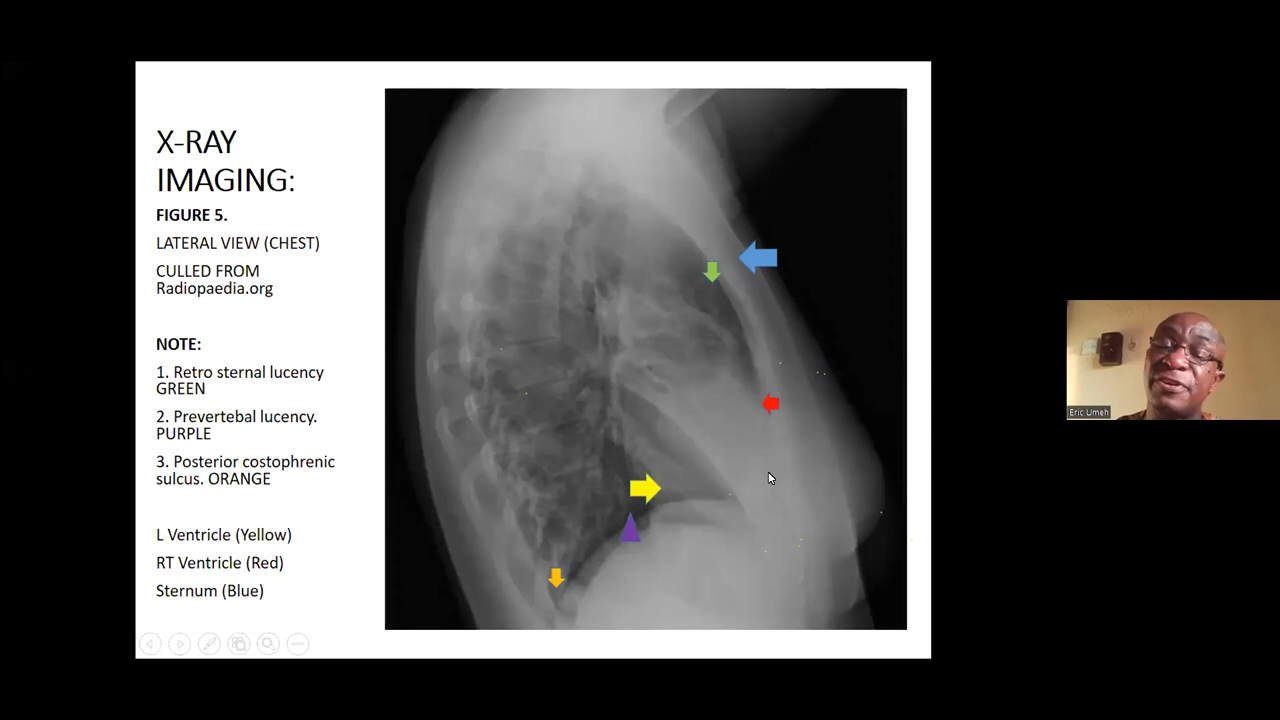 X-RAY
IMAGING:
FIGURE 5.
LATERAL VIEW (CHEST)
CULLED FROM
Radiopaedia.org
NOTE:
1. Retro sternal lucency
GREEN
2. Prevertebal lucency.
PURPLE
3. Posterior costophrenic
sulcus. ORANGE
L Ventricle (Yellow)
RT Ventricle (Red)
Sternum (Blue)
Eric Umeh